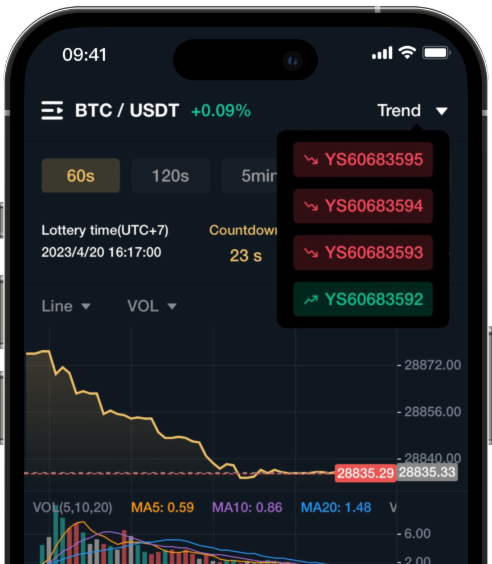 09:41
BTC / USDT +0.09% Trend
60s 120s 5min
YS60683595
YS60683594
YS60683593
YS60683592
Lottery time(UTC+7) Countdown
2023/4/20 16:17:00 23 s
Line VOL
28872.00
28856.00
28840.00
28835.29 28835.33
VOL(5,10,20) MA5: 0.59 MA10: 0.86 MA20: 1.48 V
6.00
2.00